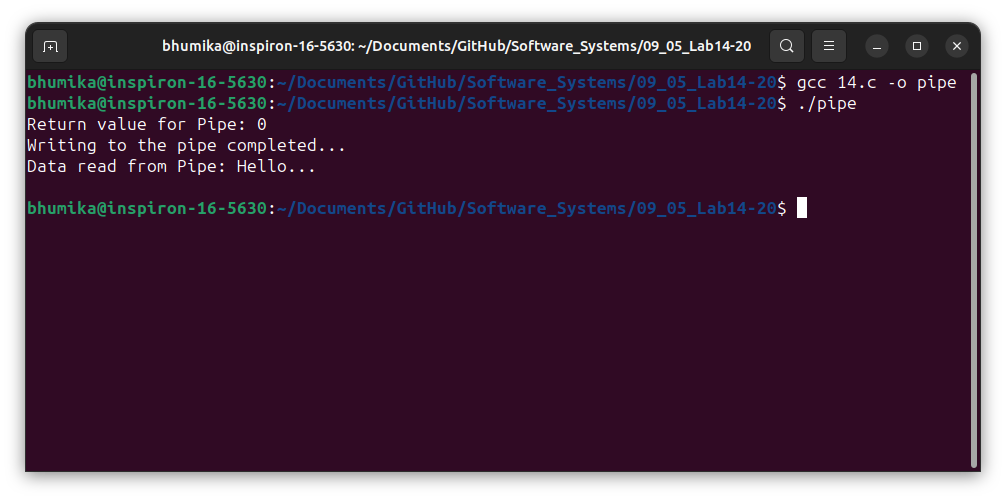 bhumika@inspiron-16-5630: ~/Documents/GitHub/Software_Systems/09_05_Lab14-20
bhumika@inspiron-16-5630:~/Documents/GitHub/Software_Systems/09_05_Lab14-20$ gcc 14.c -o pipe
bhumika@inspiron-16-5630:~/Documents/GitHub/Software_Systems/09_05_Lab14-20$ ./pipe
Return value for Pipe: 0
Writing to the pipe completed...
Data read from Pipe: Hello...
bhumika@inspiron-16-5630:~/Documents/GitHub/Software_Systems/09_05_Lab14-20$